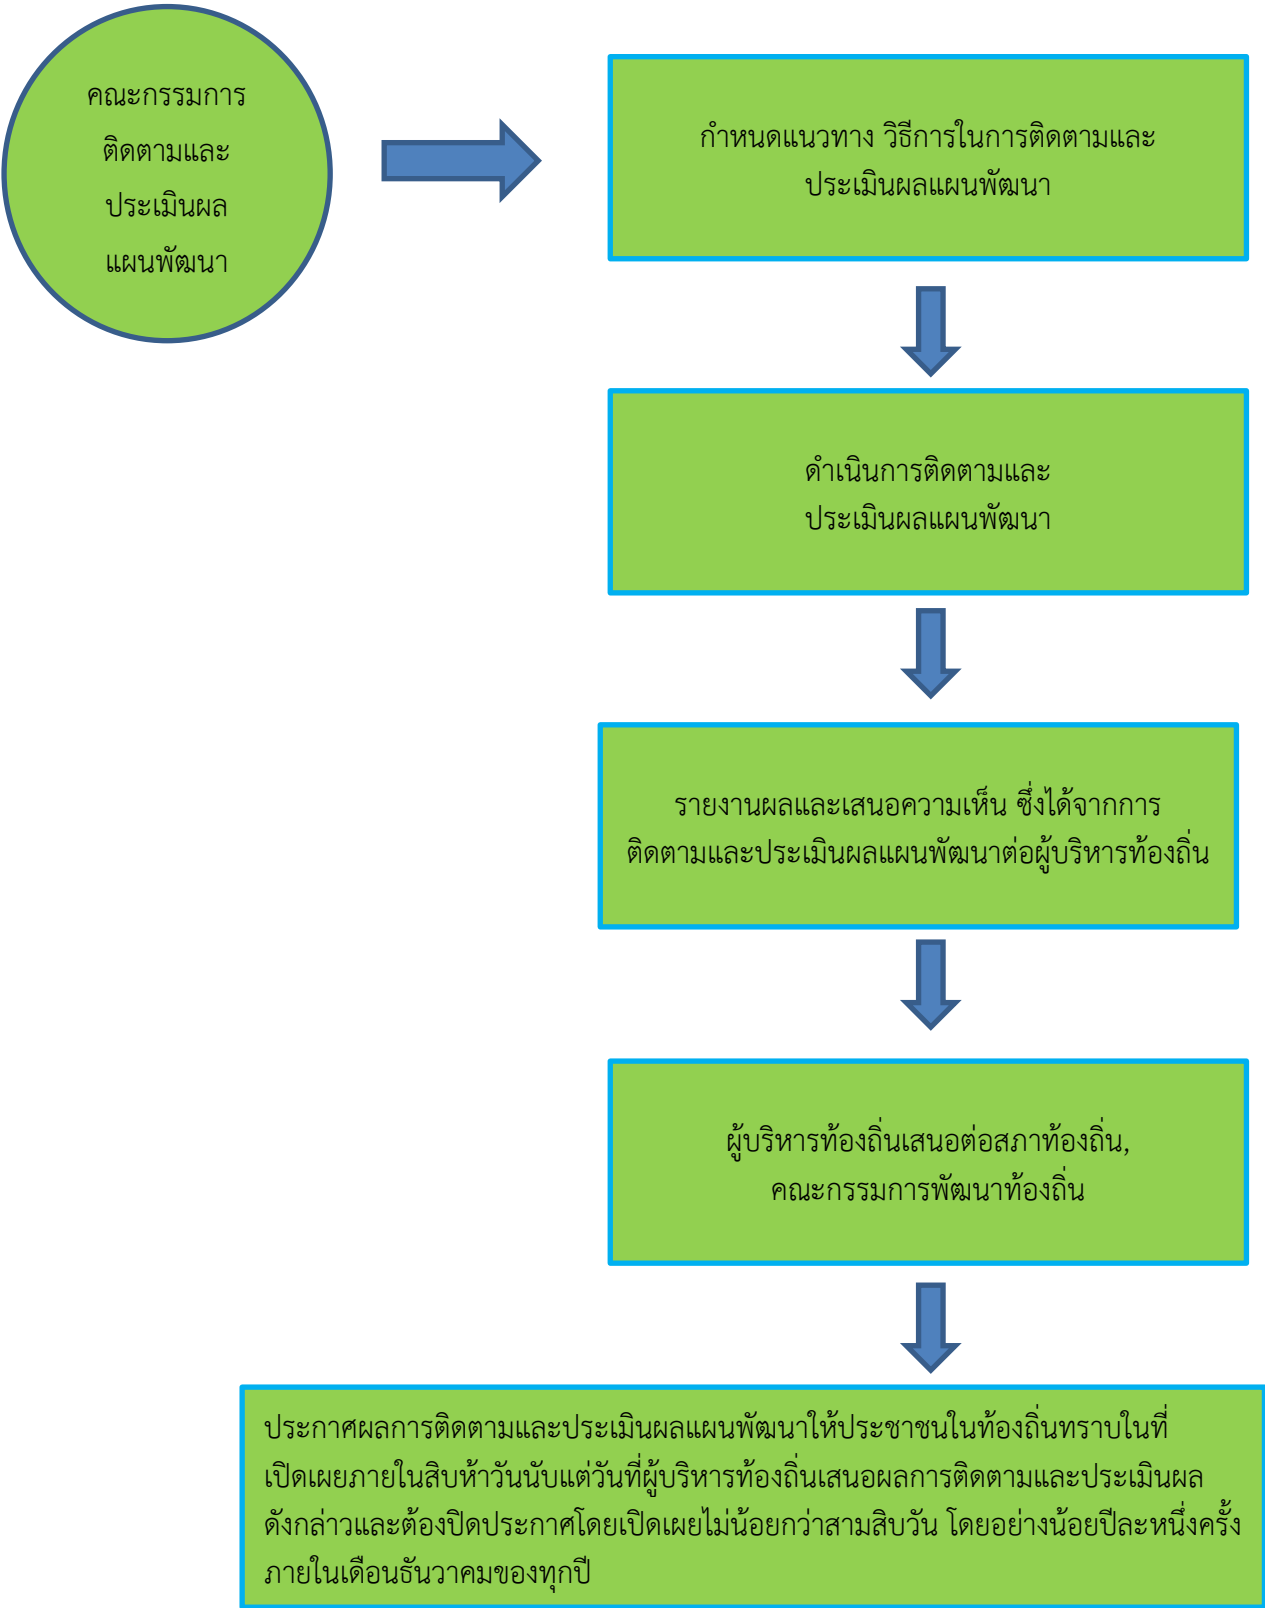 คณะกรรมการ
ติดตามและ
ประเมินผล
แผนพัฒนา
กำหนดแนวทาง วิธีการในการติดตามและ
ประเมินผลแผนพัฒนา
ดำเนินการติดตามและ
ประเมินผลแผนพัฒนา
รายงานผลและเสนอความเห็น ซึ่งได้จากการ
ติดตามและประเมินผลแผนพัฒนาต่อผู้บริหารท้องถิ่น
ผู้บริหารท้องถิ่นเสนอต่อสภาท้องถิ่น,
คณะกรรมการพัฒนาท้องถิ่น
ประกาศผลการติดตามและประเมินผลแผนพัฒนาให้ประชาชนในท้องถิ่นทราบในที่
เปิดเผยภายในสิบห้าวันนับแต่วันที่ผู้บริหารท้องถิ่นเสนอผลการติดตามและประเมินผล
ดังกล่าวและต้องปิดประกาศโดยเปิดเผยไม่น้อยกว่าสามสิบวัน โดยอย่างน้อยปีละหนึ่งครั้ง
ภายในเดือนธันวาคมของทุกปี